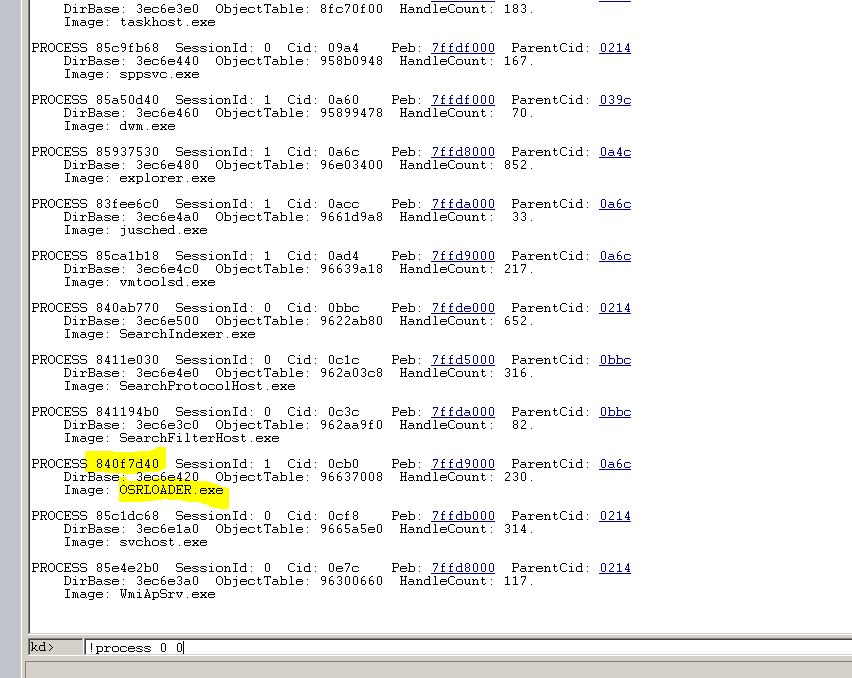 DirBase: 3ec6e3e0  ObjectTable: 8fc70f00  HandleCount: 183.
Image: taskhost.exe
PROCESS 85c9fb68  SessionId: 0  Cid: 09a4    Peb: 7ffdf000  ParentCid: 0214
DirBase: 3ec6e440  ObjectTable: 958b0948  HandleCount: 167.
Image: sppsvc.exe
PROCESS 85a50d40  SessionId: 1  Cid: 0a60    Peb: 7ffdf000  ParentCid: 039c
DirBase: 3ec6e460  ObjectTable: 95899478  HandleCount:  70.
Image: dwm.exe
PROCESS 85937530  SessionId: 1  Cid: 0a6c    Peb: 7ffd8000  ParentCid: 0a4c
DirBase: 3ec6e480  ObjectTable: 96e03400  HandleCount: 852.
Image: explorer.exe
PROCESS 83fee6c0  SessionId: 1  Cid: 0acc    Peb: 7ffda000  ParentCid: 0a6c
DirBase: 3ec6e4a0  ObjectTable: 9661d9a8  HandleCount:  33.
Image: jusched.exe
PROCESS 85ca1b18  SessionId: 1  Cid: 0ad4    Peb: 7ffd9000  ParentCid: 0a6c
DirBase: 3ec6e4c0  ObjectTable: 96639a18  HandleCount: 217.
Image: vmtoolsd.exe
PROCESS 840ab770  SessionId: 0  Cid: 0bbc    Peb: 7ffde000  ParentCid: 0214
DirBase: 3ec6e500  ObjectTable: 9622ab80  HandleCount: 652.
Image: SearchIndexer.exe
PROCESS 8411e030  SessionId: 0  Cid: 0c1c    Peb: 7ffd5000  ParentCid: 0bbc
DirBase: 3ec6e4e0  ObjectTable: 962a03c8  HandleCount: 316.
Image: SearchProtocolHost.exe
PROCESS 841194b0  SessionId: 0  Cid: 0c3c    Peb: 7ffda000  ParentCid: 0bbc
DirBase: 3ec6e3c0  ObjectTable: 962aa9f0  HandleCount:  82.
Image: SearchFilterHost.exe
PROCESS 840f7d40  SessionId: 1  Cid: 0cb0    Peb: 7ffd9000  ParentCid: 0a6c
DirBase: 3ec6e420  ObjectTable: 96637008  HandleCount: 230.
Image: OSRLOADER.exe
PROCESS 85c1dc68  SessionId: 0  Cid: 0cf8    Peb: 7ffdb000  ParentCid: 0214
DirBase: 3ec6e1a0  ObjectTable: 9665a5e0  HandleCount: 314.
Image: svchost.exe
PROCESS 85e4e2b0  SessionId: 0  Cid: 0e7c    Peb: 7ffd8000  ParentCid: 0214
DirBase: 3ec6e3a0  ObjectTable: 96300660  HandleCount: 117.
Image: WmiApSrv.exe
kd> !process 0 0